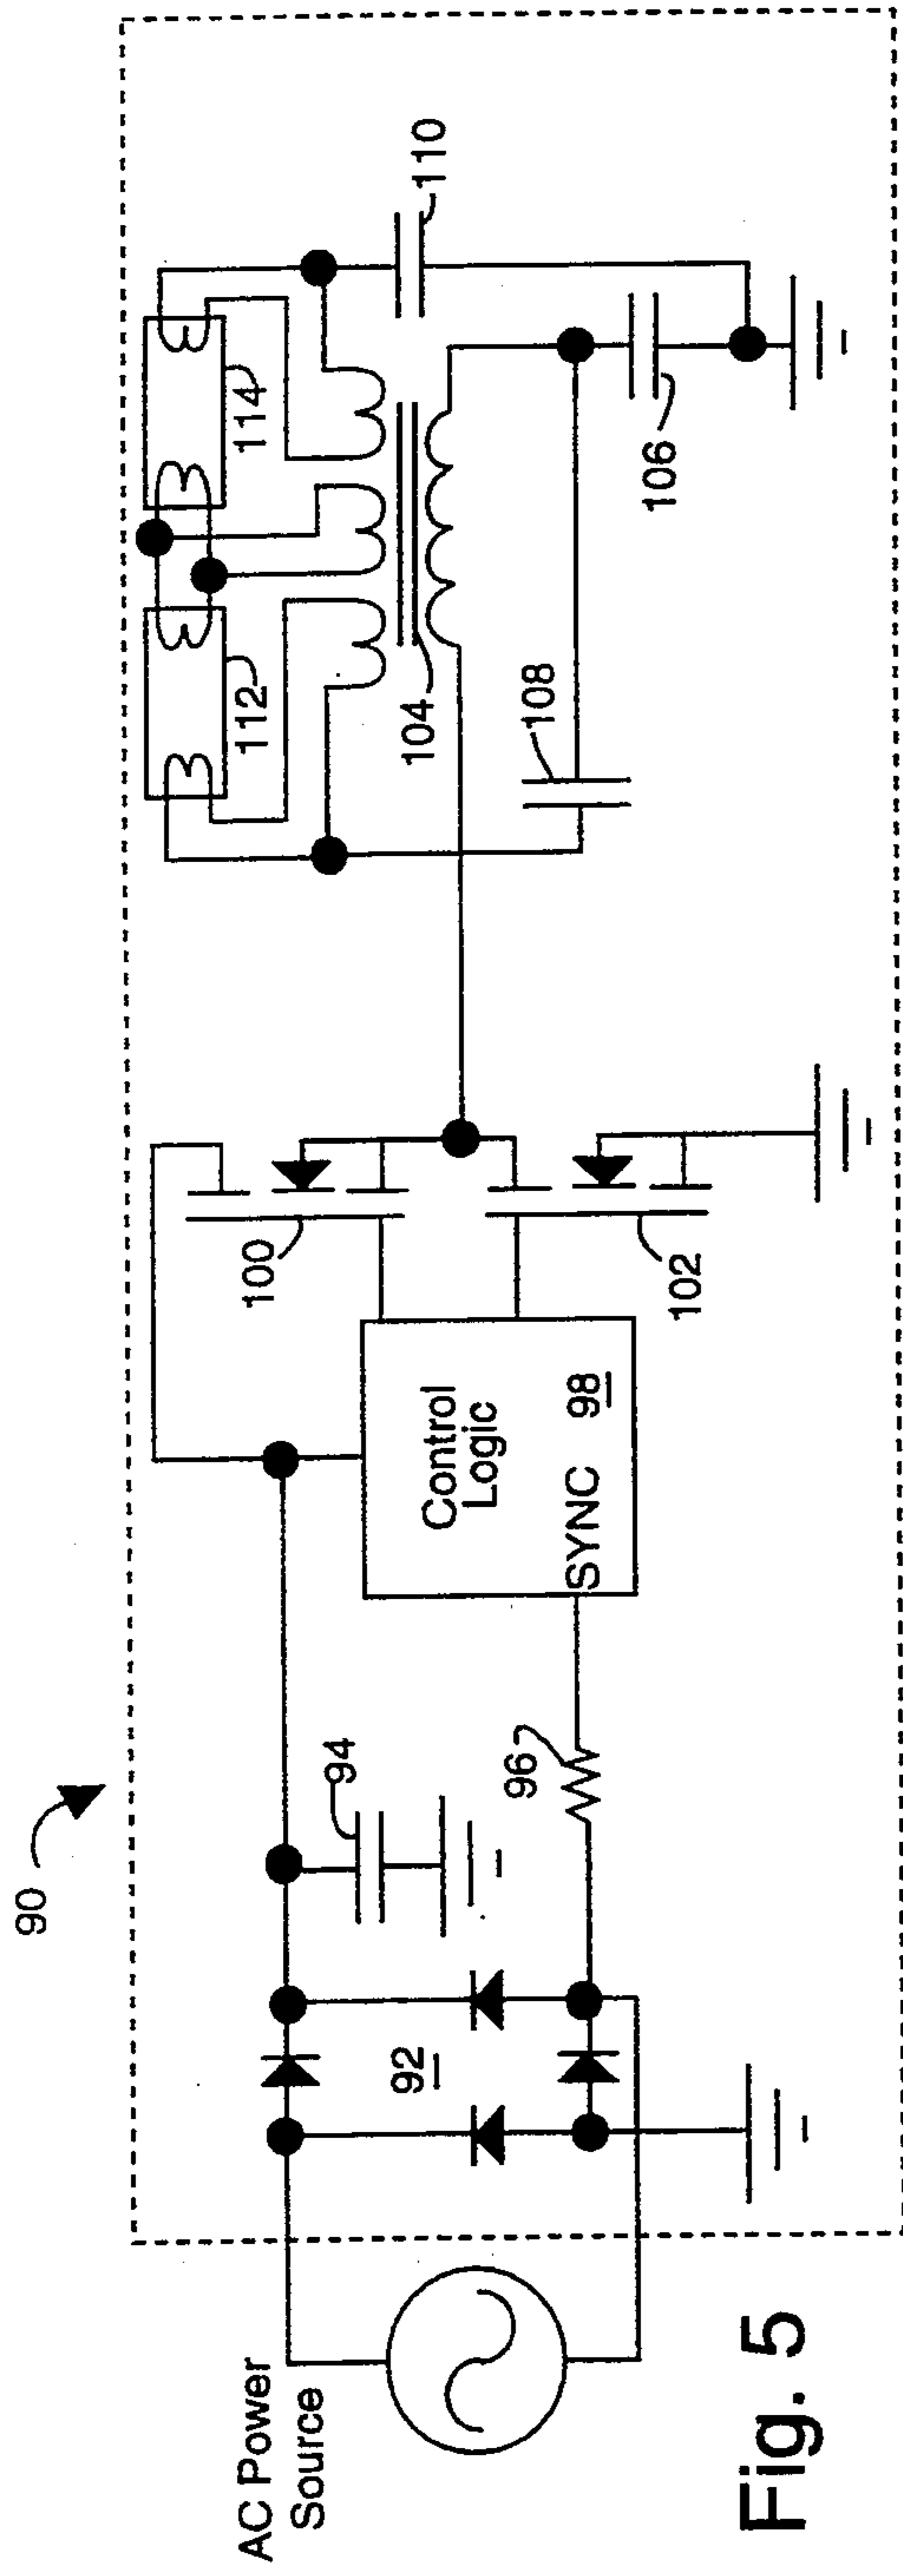 90
AC Power
Source
92
94
96
Control
Logic
SYNC 98
100
102
104
106
108
110
112
114
Fig. 5